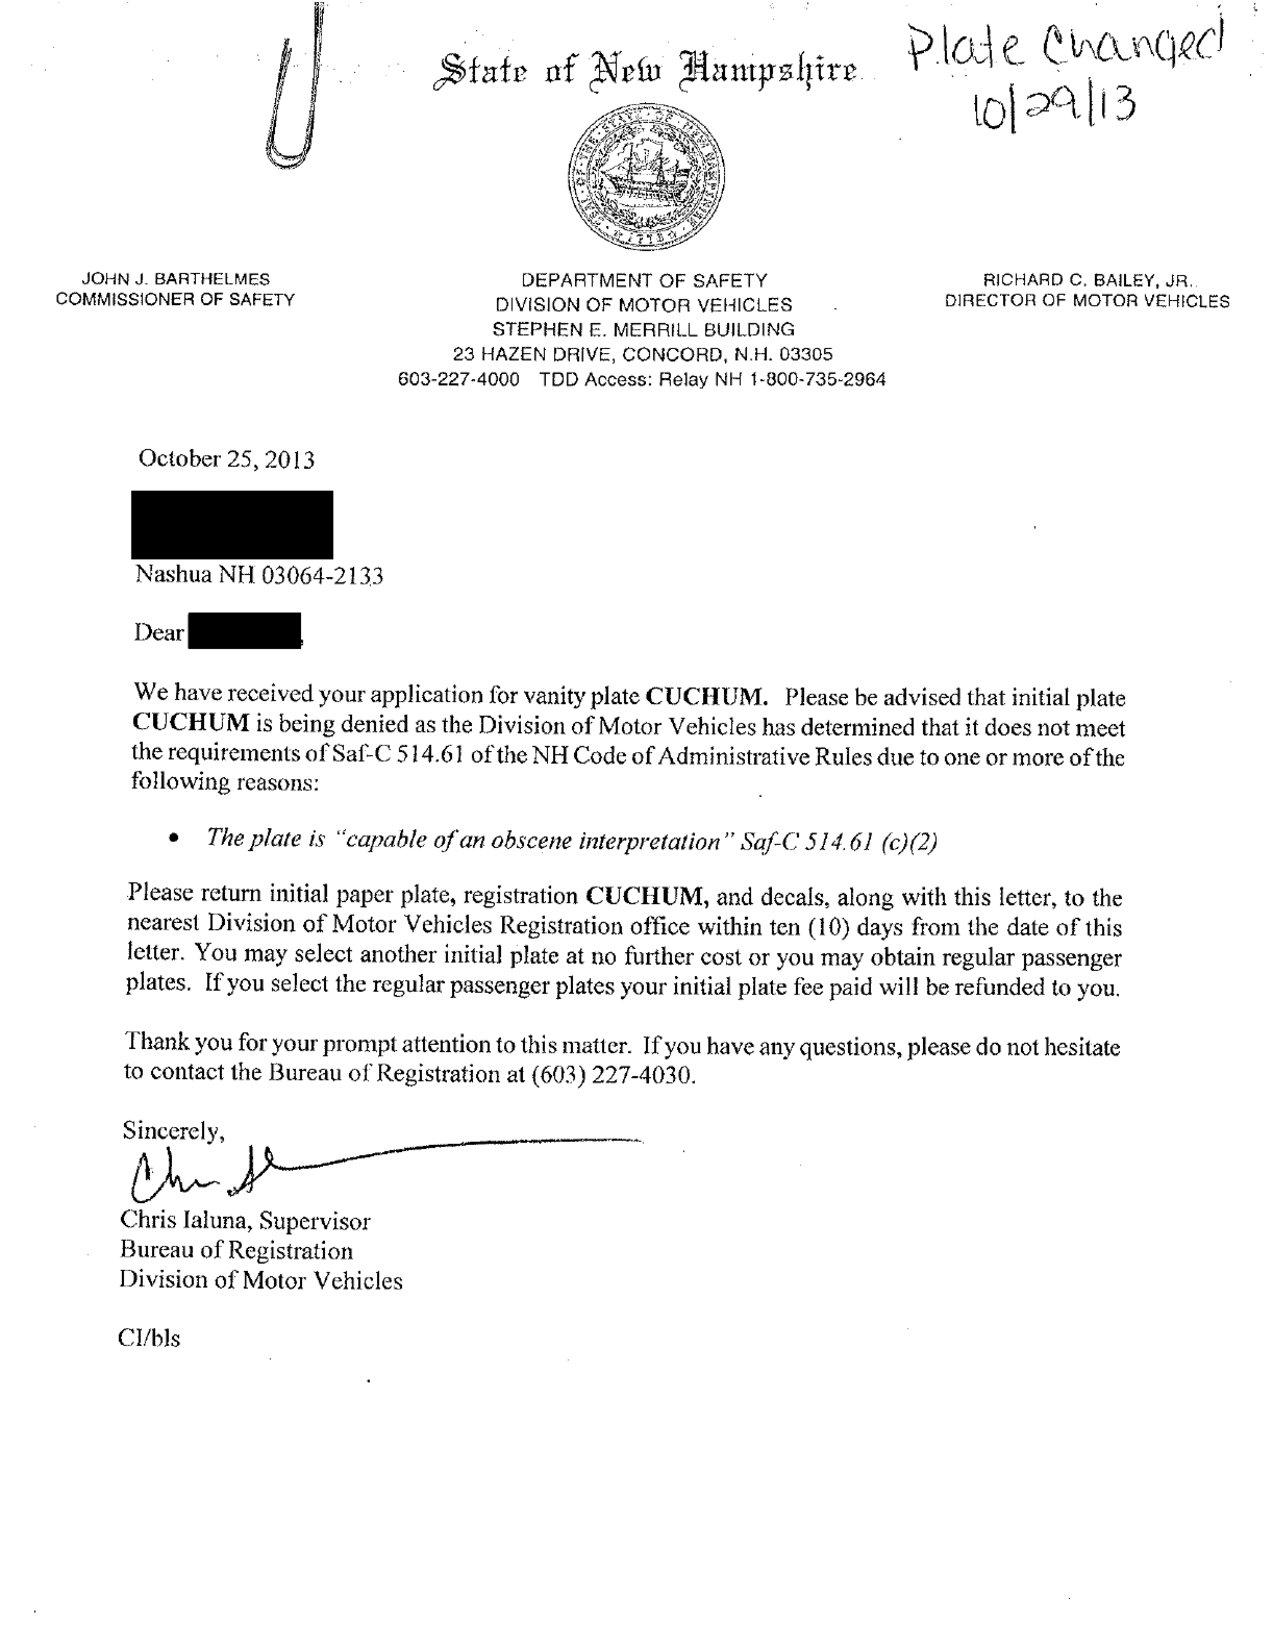 Plate Changed
10/29/13
State of New Hampshire
JOHN J. BARTHELMES
COMMISSIONER OF SAFETY
DEPARTMENT OF SAFETY
DIVISION OF MOTOR VEHICLES
STEPHEN E. MERRILL BUILDING
23 HAZEN DRIVE, CONCORD, N.H. 03305
603-227-4000 TDD Access: Relay NH 1-800-735-2964
RICHARD C. BAILEY, JR.
DIRECTOR OF MOTOR VEHICLES
October 25, 2013
Nashua NH 03064-2133
Dear
We have received your application for vanity plate CUCHUM. Please be advised that initial plate
CUCHUM is being denied as the Division of Motor Vehicles has determined that it does not meet
the requirements of Saf-C 514.61 of the NH Code of Administrative Rules due to one or more of the
following reasons:
• The plate is “capable of an obscene interpretation” Saf-C 514.61 (c)(2)
Please return initial paper plate, registration CUCHUM, and decals, along with this letter, to the
nearest Division of Motor Vehicles Registration office within ten (10) days from the date of this
letter. You may select another initial plate at no further cost or you may obtain regular passenger
plates. If you select the regular passenger plates your initial plate fee paid will be refunded to you.
Thank you for your prompt attention to this matter. If you have any questions, please do not hesitate
to contact the Bureau of Registration at (603) 227-4030.
Sincerely,
Chris Ialuna, Supervisor
Bureau of Registration
Division of Motor Vehicles
CI/bls